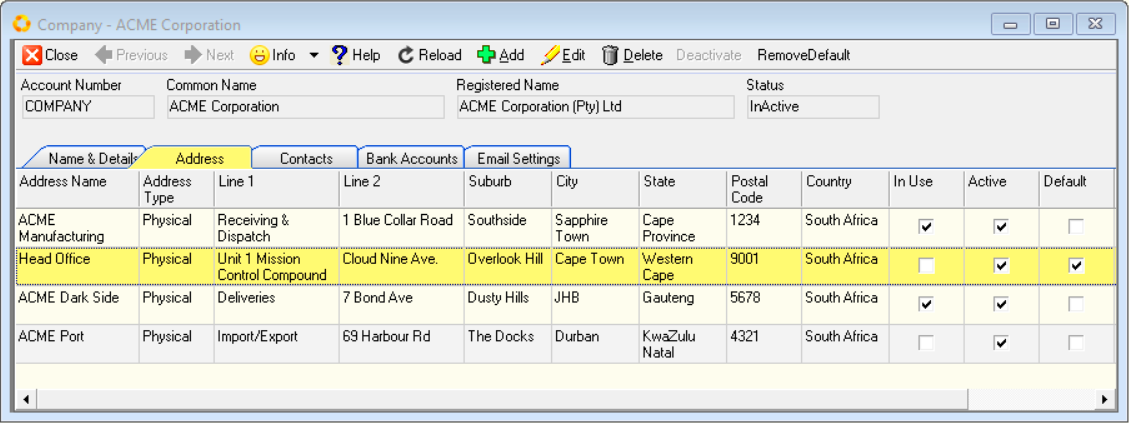 Company - ACME Corporation
Close Previous Next Info Help Reload Add Edit Delete Deactivate RemoveDefault
Account Number Common Name Registered Name Status
COMPANY ACME Corporation ACME Corporation (Pty) Ltd InActive
Name & Details Address Contacts Bank Accounts Email Settings
Address Name Address Line 1 Line 2 Suburb City State Postal Country In Use Active Default
Type Code
ACME Physical Receiving & 1 Blue Collar Road Southside Sapphire Cape 1234 South Africa
Manufacturing Dispatch Town Province
Head Office Physical Unit 1 Mission Cloud Nine Ave. Overlook Hill Cape Town Western 9001 South Africa
Control Compound Cape
ACME Dark Side Physical Deliveries 7 Bond Ave Dusty Hills JHB Gauteng 5678 South Africa
ACME Port Physical Import/Export 69 Harbour Rd The Docks Durban KwaZulu 4321 South Africa
Natal